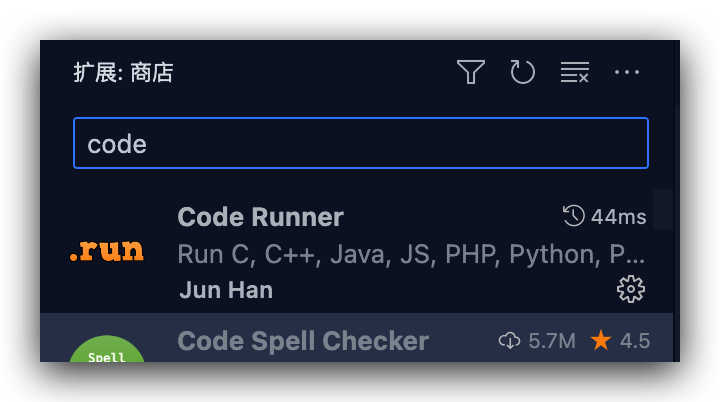 扩展: 商店
code
Code Runner 44ms
.run
Run C, C++, Java, JS, PHP, Python, P...
Jun Han
Code Spell Checker 5.7M 4.5
Spell